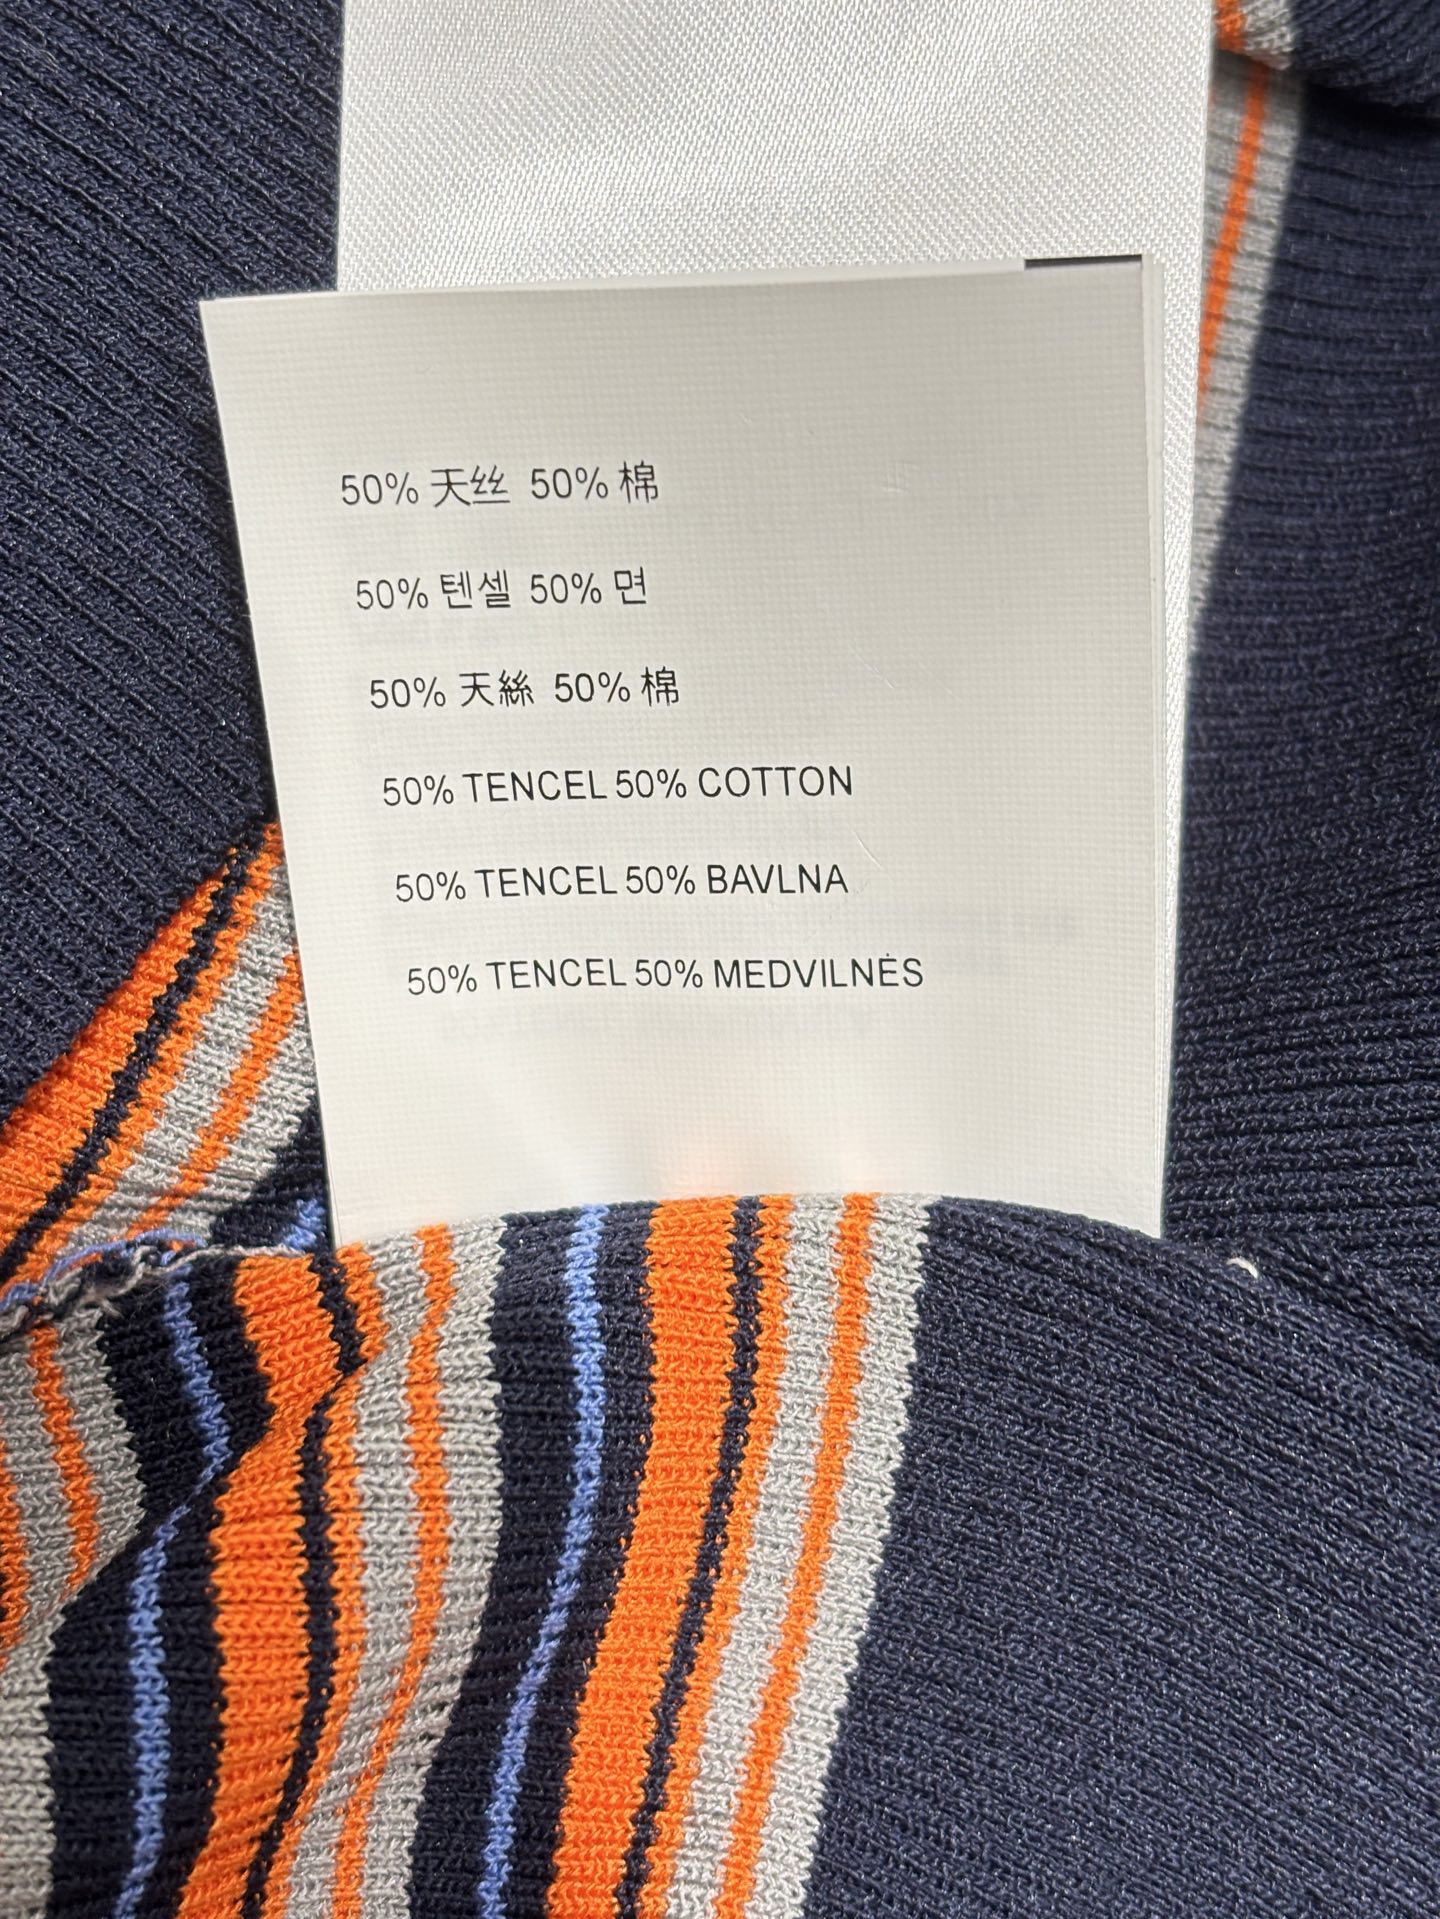 50% 天丝 50% 棉
50% 텐셀 50% 면
50% 天絲 50% 棉
50% TENCEL 50% COTTON
50% TENCEL 50% BAVLNA
50% TENCEL 50% MEDVILNĖS